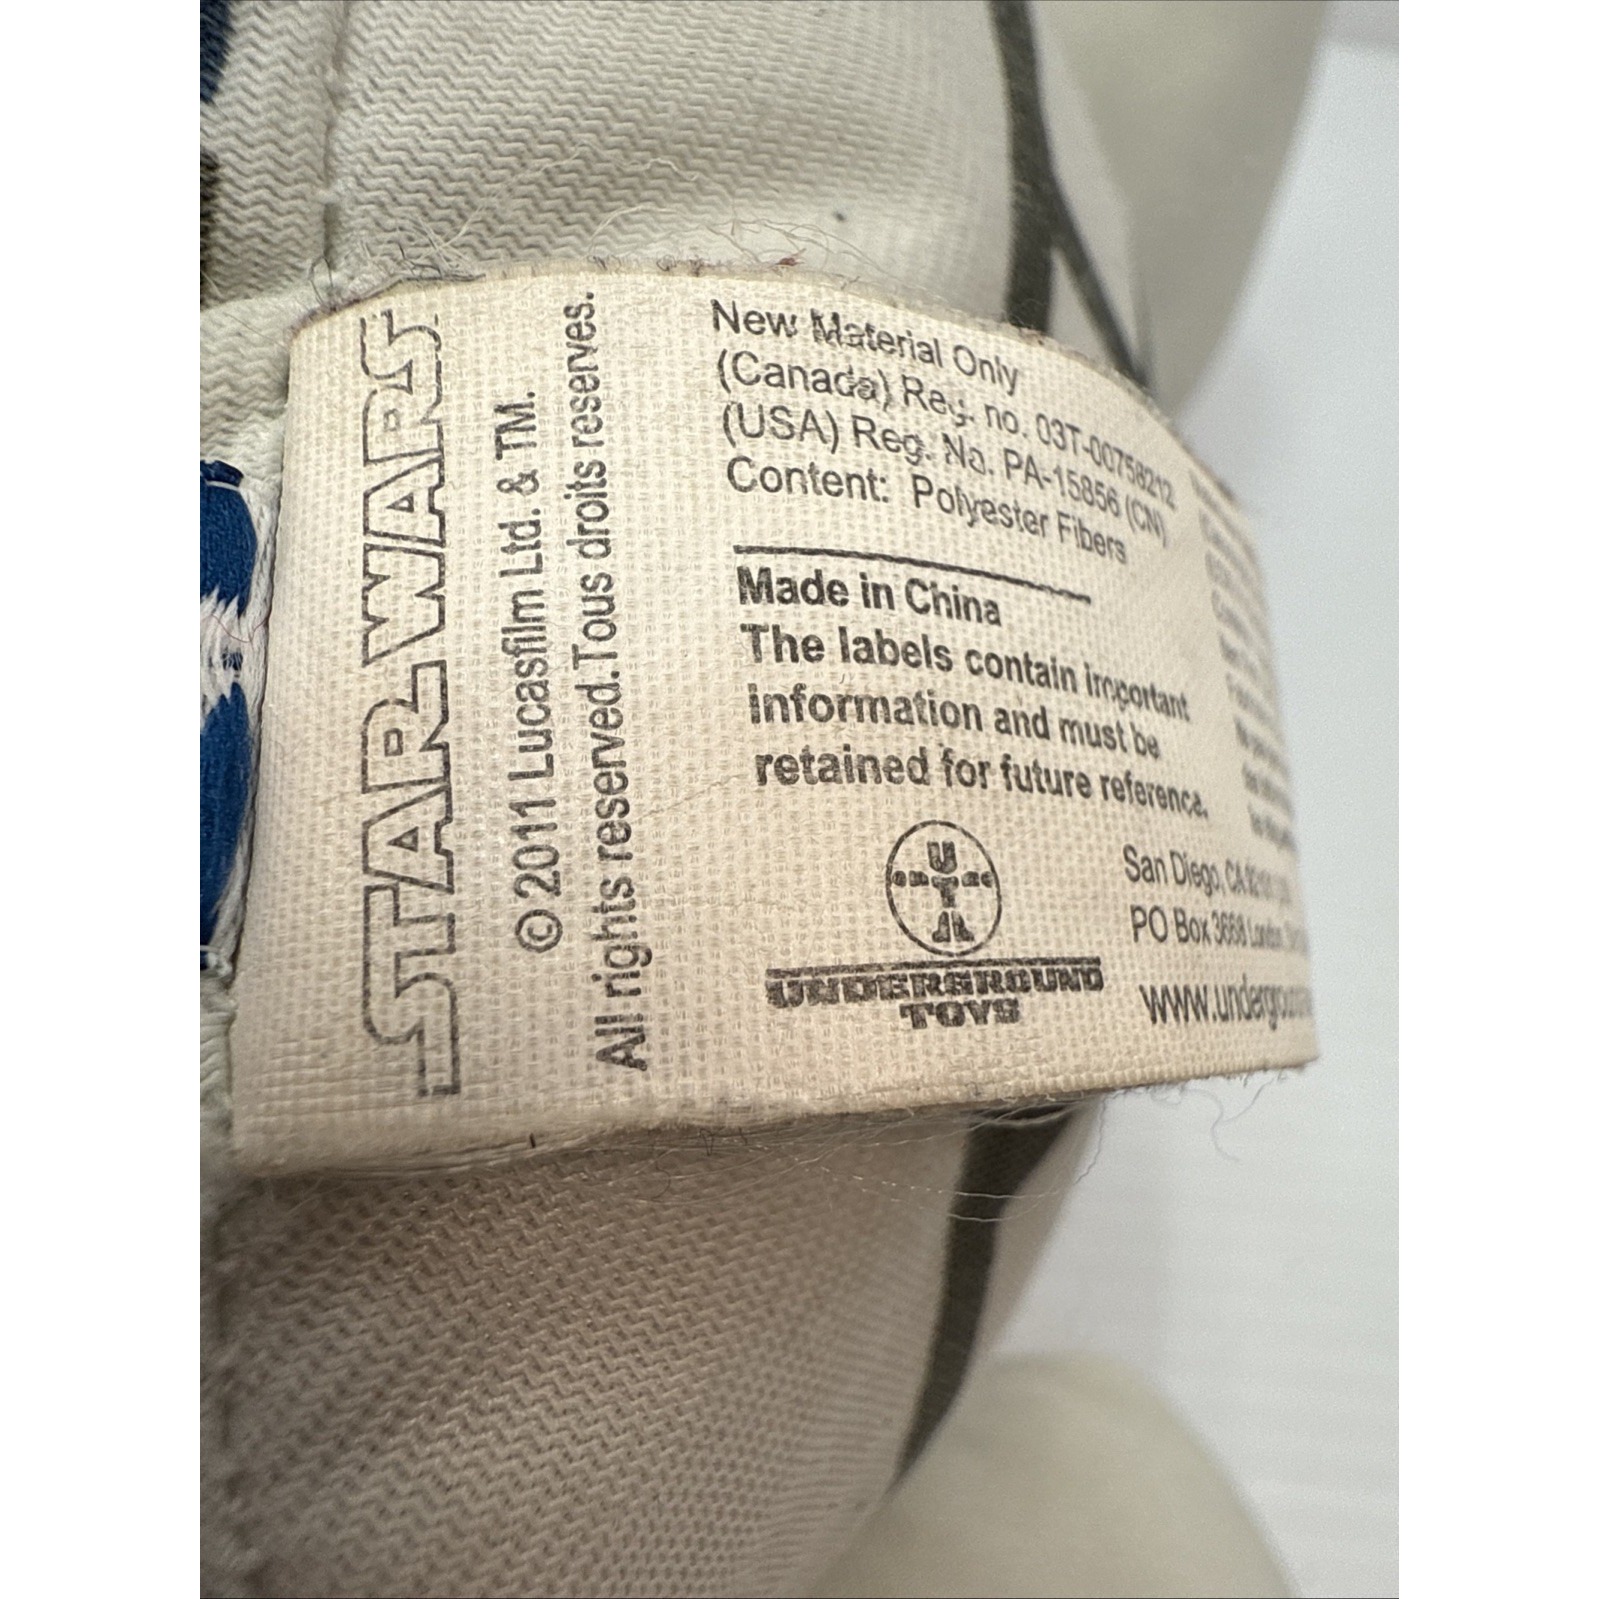 STAR WARS
©2011 Lucasfilm Ltd. & TM.
All rights reserved.Tous droits reserves.
New Material Only
(Canada) Reg. no. 03T-00758212
(USA) Reg. No. PA-15856 (CN)
Content: Polyester Fibers
Made in China
The labels contain important
information and must be
retained for future reference.
UT
UNDERGROUND
TOYS
San Diego, CA
PO Box 3668 London,
www.undergroun